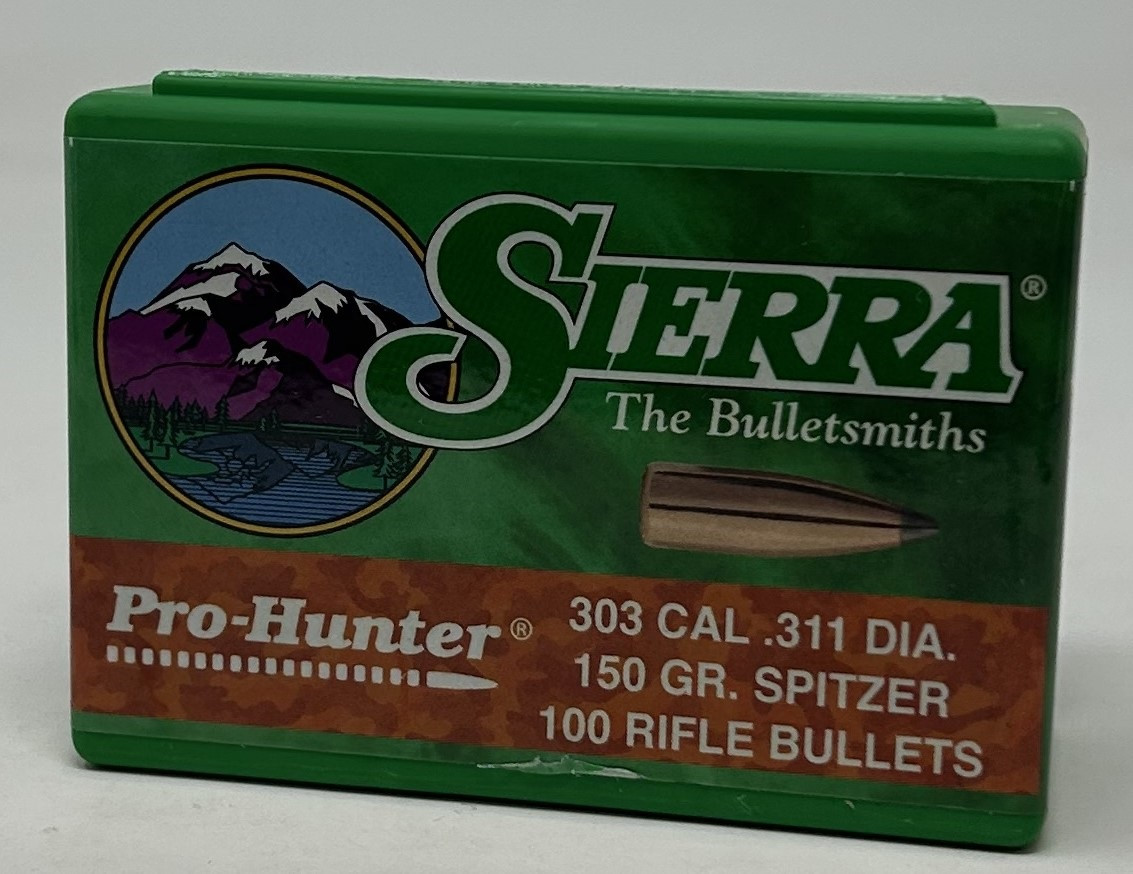 SIERRA®
The Bulletsmiths
Pro-Hunter®
303 CAL .311 DIA.
150 GR. SPITZER
100 RIFLE BULLETS